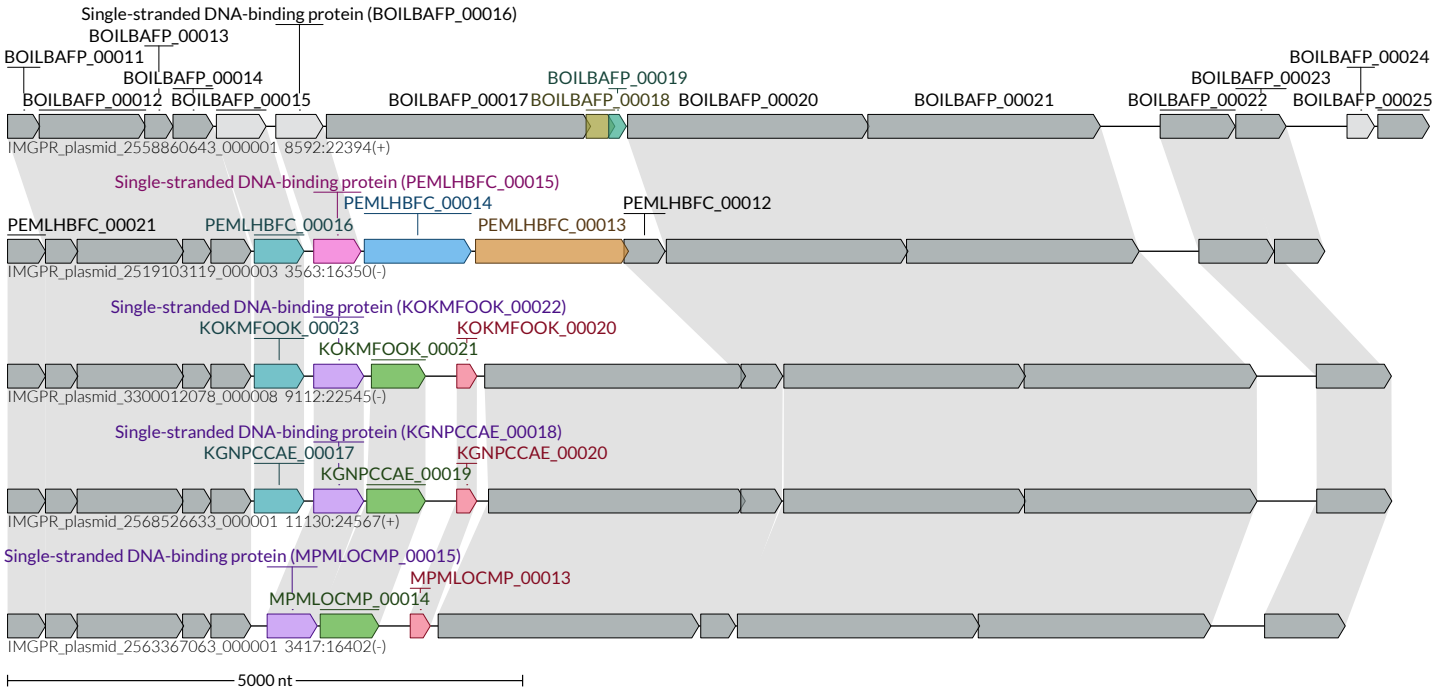 Single-stranded DNA-binding protein (BOILBAFP_00016)
BOILBAFP_00013
BOILBAFP_00011 BOILBAFP_00024
BOILBAFP_00014 BOILBAFP_00019 BOILBAFP_00023
BOILBAFP_00012 BOILBAFP_00015 BOILBAFP_00017 BOILBAFP_00018 BOILBAFP_00020 BOILBAFP_00021 BOILBAFP_00022 BOILBAFP_00025
IMGPR_plasmid_2558860643_000001 8592:22394(+)
Single-stranded DNA-binding protein (PEMLHBFC_00015)
PEMLHBFC_00014 PEMLHBFC_00012
PEMLHBFC_00021 PEMLHBFC_00016 PEMLHBFC_00013
IMGPR_plasmid_2519103119_000003 3563:16350(-)
Single-stranded DNA-binding protein (KOKMFOOK_00022)
KOKMFOOK_00023 KOKMFOOK_00020
KOKMFOOK_00021
IMGPR_plasmid_3300012078_000008 9112:22545(-)
Single-stranded DNA-binding protein (KGNPCCAE_00018)
KGNPCCAE_00017 KGNPCCAE_00020
KGNPCCAE_00019
IMGPR_plasmid_2568526633_000001 11130:24567(+)
Single-stranded DNA-binding protein (MPMLOCMP_00015)
MPMLOCMP_00013
MPMLOCMP_00014
IMGPR_plasmid_2563367063_000001 3417:16402(-)
5000 nt